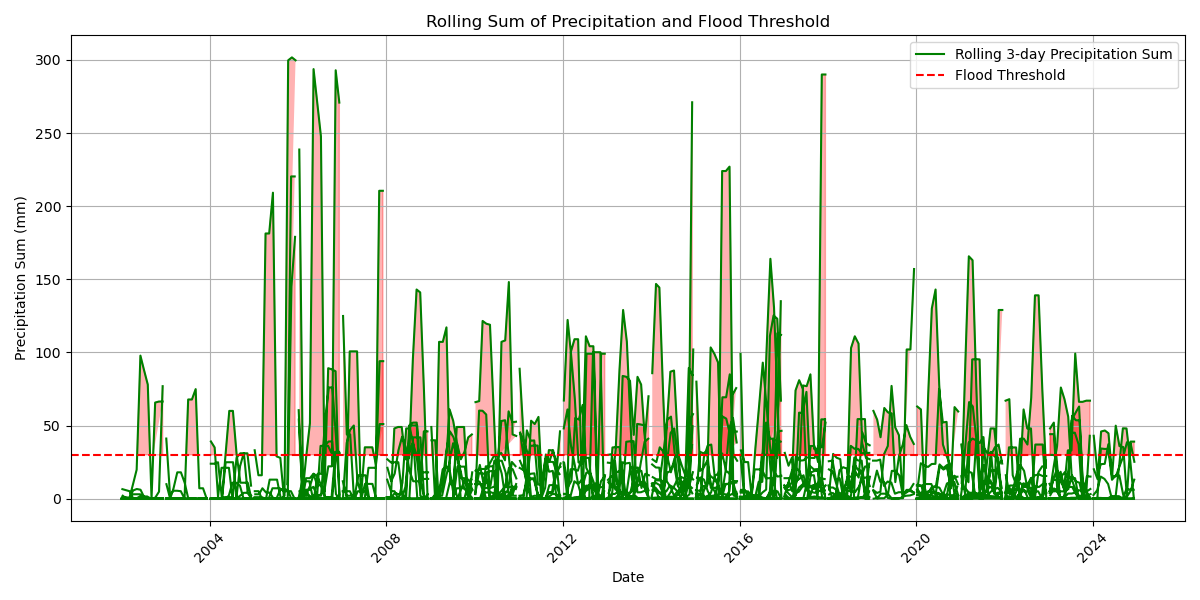 Rolling Sum of Precipitation and Flood Threshold
Rolling 3-day Precipitation Sum
Flood Threshold
Precipitation Sum (mm)
300
250
200
150
100
50
0
2004
2008
2012
2016
2020
2024
Date